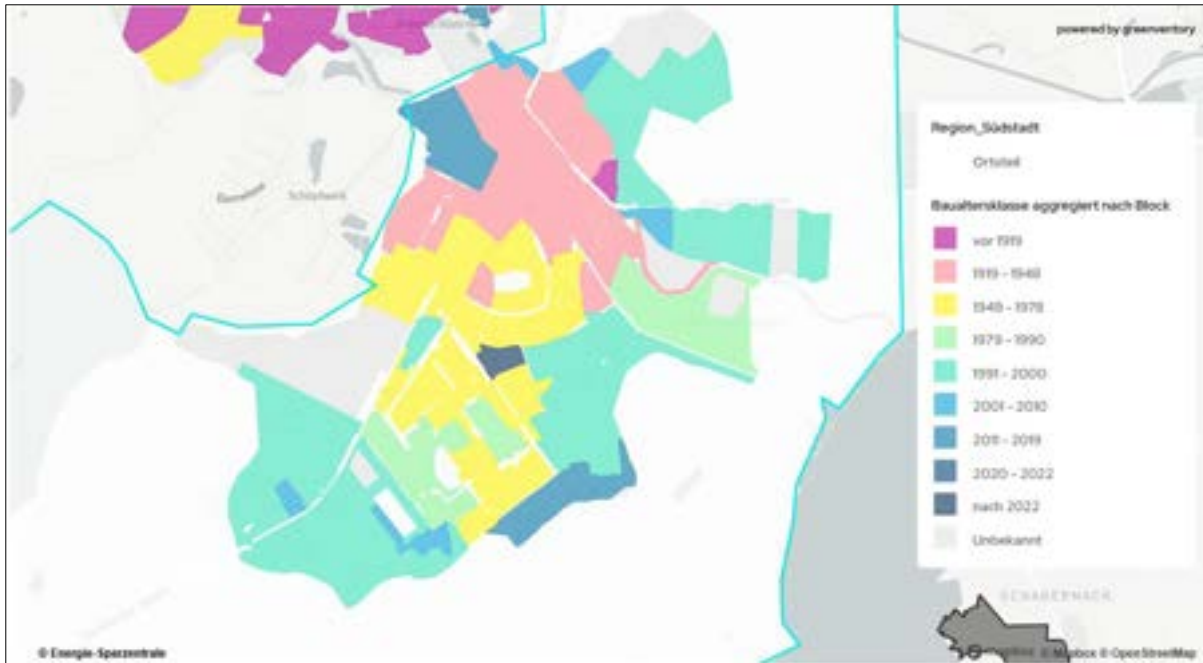 powered by greenventory
Region_Südstadt
Ortsteil
Baualtersklasse aggregiert nach Block
vor 1919
1919 - 1948
1949 - 1978
1979 - 1990
1991 - 2000
2001 - 2010
2011 - 2019
2020 - 2022
nach 2022
Unbekannt
SCHABERNACK
© Energie-Sparzentrale
© Mapbox © OpenStreetMap